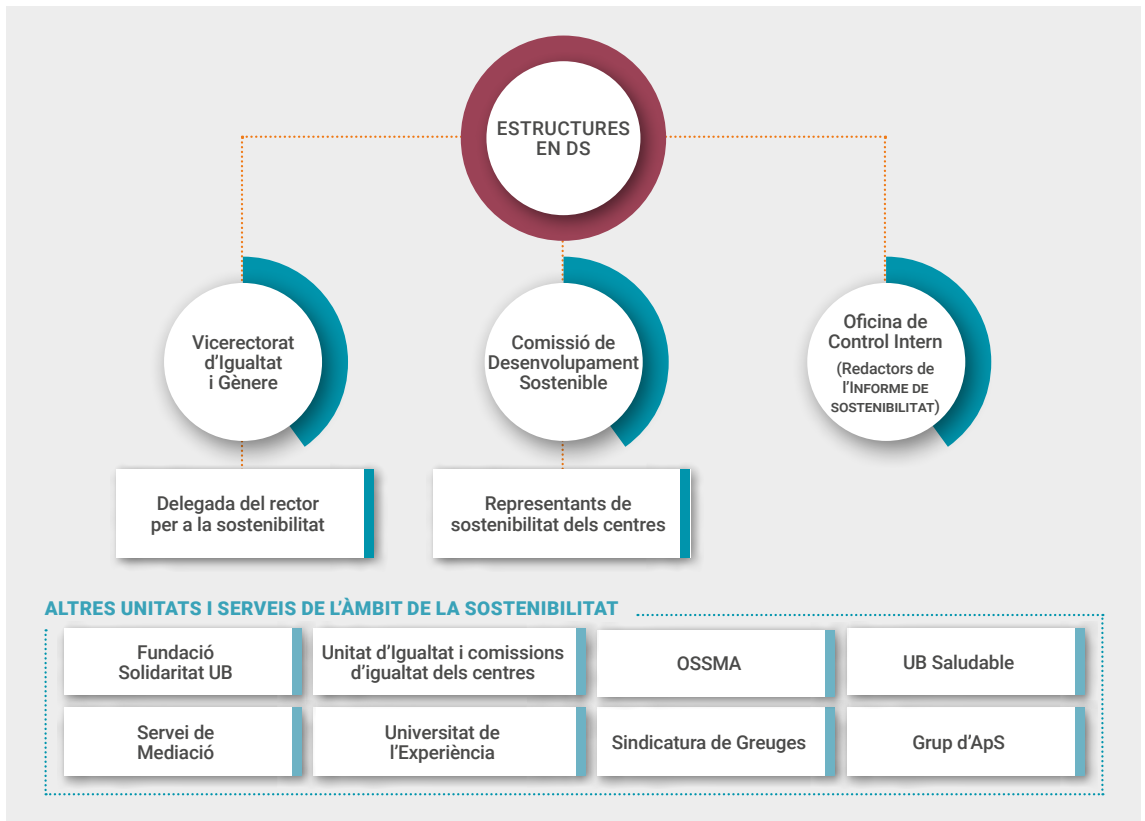 ESTRUCTURES
EN DS
Vicerectorat
d’Igualtat
i Gènere
Comissió de
Desenvolupament
Sostenible
Oficina de
Control Intern
(Redactors de
l’Informe de
sostenibilitat)
Delegada del rector
per a la sostenibilitat
Representants de
sostenibilitat dels centres
ALTRES UNITATS I SERVEIS DE L’ÀMBIT DE LA SOSTENIBILITAT
Fundació
Solidaritat UB
Unitat d’Igualtat i comissions
d’igualtat dels centres
OSSMA
UB Saludable
Servei de
Mediació
Universitat de
l’Experiència
Sindicatura de Greuges
Grup d’ApS